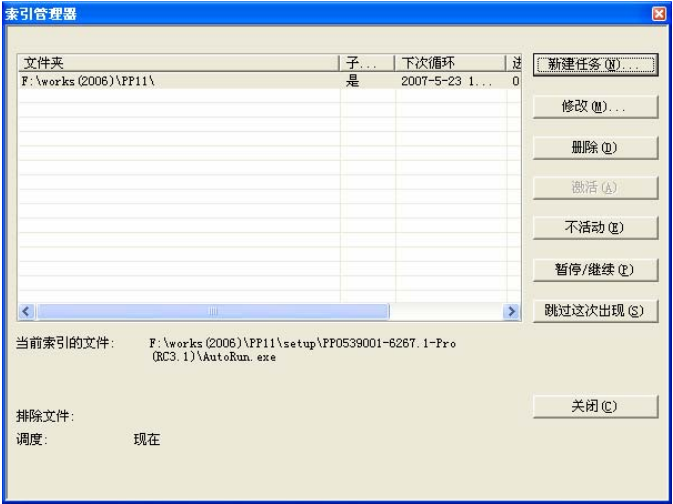 索引管理器
文件夹 子... 下次循环 进
F:\works(2006)\PP11\ 是 2007-5-23 1... 0
新建任务(N)...
修改(M)...
删除(D)
激活(A)
不活动(E)
暂停/继续(P)
跳过这次出现(S)
当前索引的文件: F:\works(2006)\PP11\setup\PP0539001-6267.1-Pro
(RC3.1)\AutoRun.exe
关闭(C)
排除文件:
调度: 现在